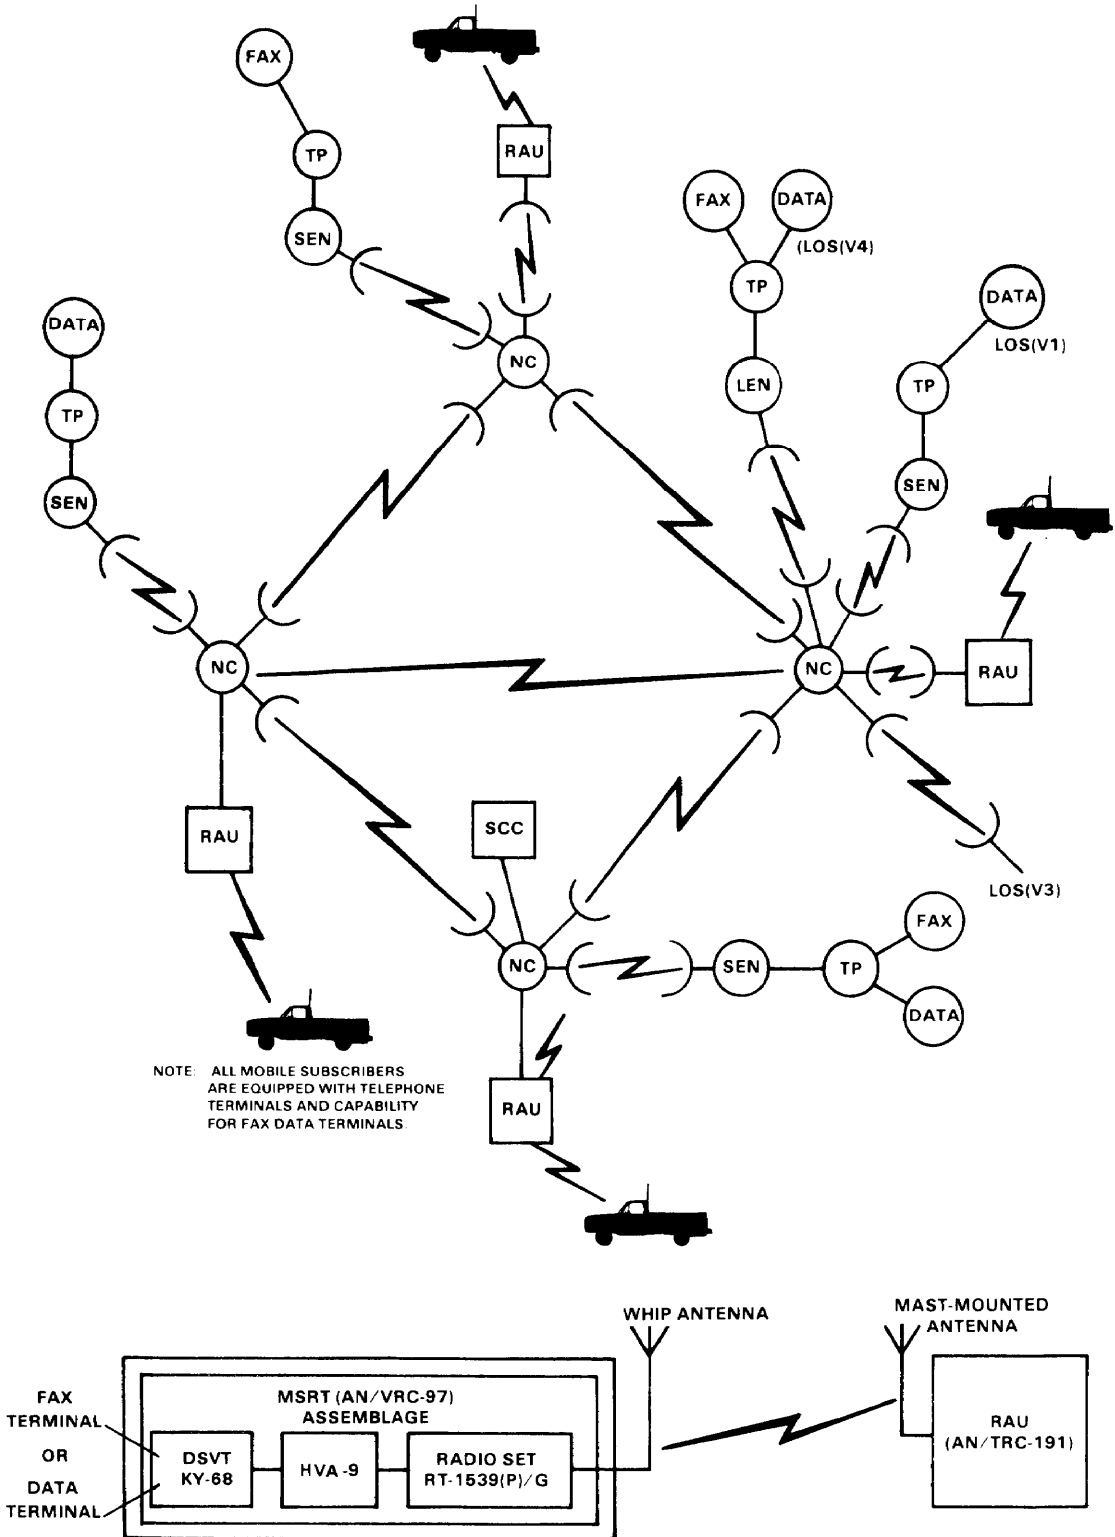 FAX
TP
SEN
RAU
NC
FAX
DATA
(LOS(V4)
TP
LEN
DATA
LOS(V1)
TP
SEN
DATA
TP
SEN
NC
NC
RAU
RAU
SCC
LOS(V3)
NC
SEN
TP
FAX
DATA
RAU
NOTE: ALL MOBILE SUBSCRIBERS
ARE EQUIPPED WITH TELEPHONE
TERMINALS AND CAPABILITY
FOR FAX DATA TERMINALS.
WHIP ANTENNA
MAST-MOUNTED
ANTENNA
FAX
TERMINAL
OR
DATA
TERMINAL
MSRT (AN/VRC-97)
ASSEMBLAGE
DSVT
KY-68
HVA-9
RADIO SET
RT-1539(P)/G
RAU
(AN/TRC-191)